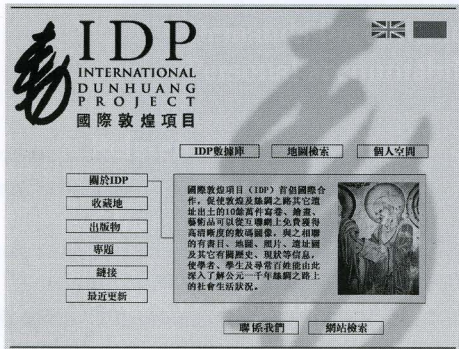 IDP
INTERNATIONAL
DUNHUANG
PROJECT
國際敦煌項目
IDP數據庫
地圖檢索
個人空間
關於IDP
收藏地
出版物
專題
鏈接
最近更新
國際敦煌項目（IDP）首倡國際合
作，促使敦煌及絲綢之路其它遺
址出土的10餘萬件寫卷、繪畫、
藝術品可以從互聯網上免費獲得
高清晰度的數碼圖像。與之相聯
的有書目、地圖、照片、遺址圖
及其它有關歷史、現狀等信息，
使學者、學生及尋常百姓能由此
深入了解公元一千年絲綢之路上
的社會生活狀況。
聯係我們
網站檢索